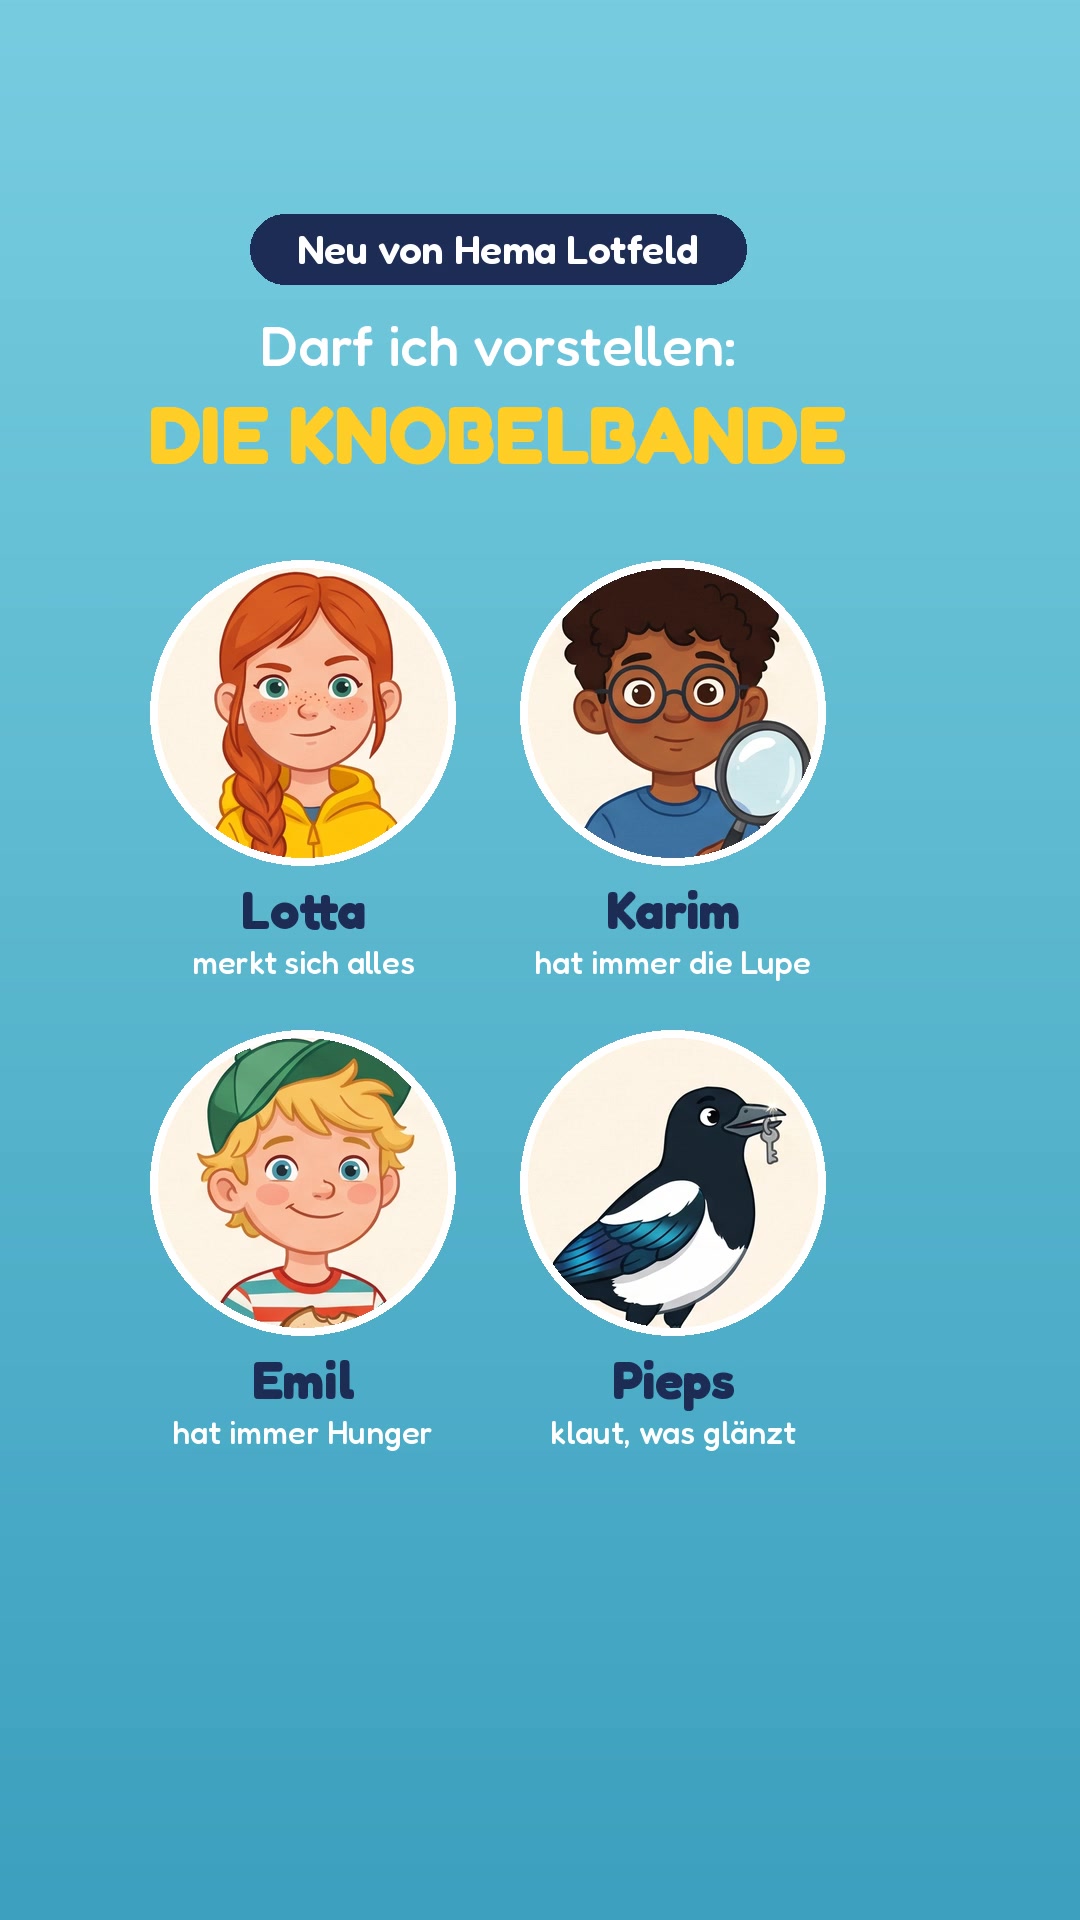 Neu von Hema Lotfeld
Darf ich vorstellen:
DIE KNOBELBANDE
Lotta
merkt sich alles
Karim
hat immer die Lupe
Emil
hat immer Hunger
Pieps
klaut, was glänzt